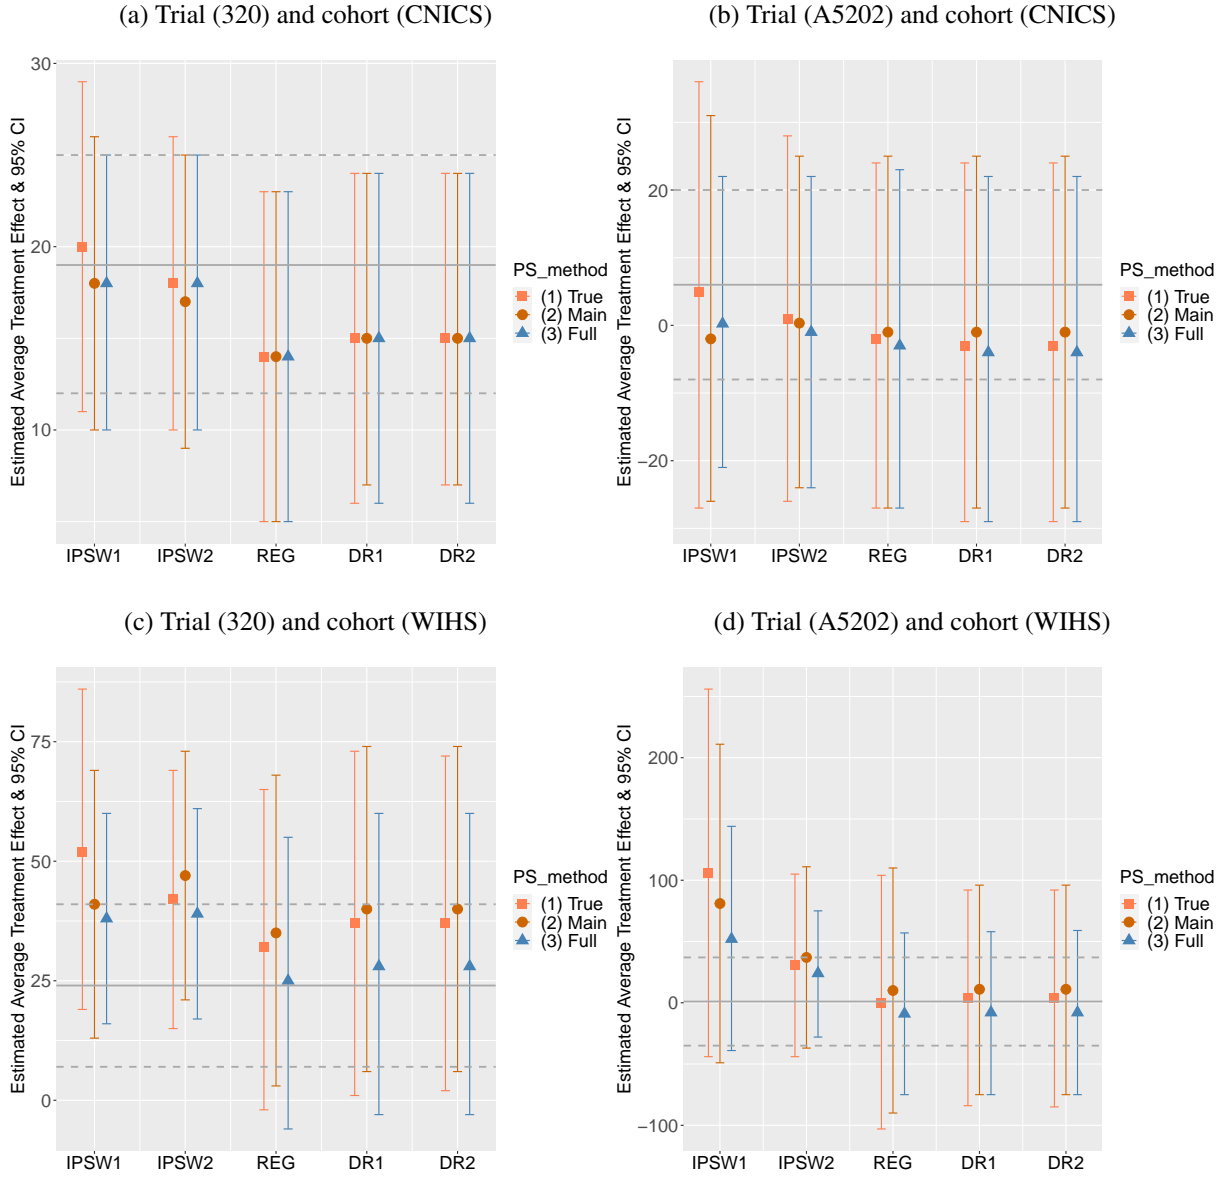 (a) Trial (320) and cohort (CNICS)
Estimated Average Treatment Effect & 95% CI
30
20
10
IPSW1 IPSW2 REG DR1 DR2
PS_method
(1) True
(2) Main
(3) Full
(b) Trial (A5202) and cohort (CNICS)
Estimated Average Treatment Effect & 95% CI
20
0
−20
IPSW1 IPSW2 REG DR1 DR2
PS_method
(1) True
(2) Main
(3) Full
(c) Trial (320) and cohort (WIHS)
Estimated Average Treatment Effect & 95% CI
75
50
25
0
IPSW1 IPSW2 REG DR1 DR2
PS_method
(1) True
(2) Main
(3) Full
(d) Trial (A5202) and cohort (WIHS)
Estimated Average Treatment Effect & 95% CI
200
100
0
−100
IPSW1 IPSW2 REG DR1 DR2
PS_method
(1) True
(2) Main
(3) Full